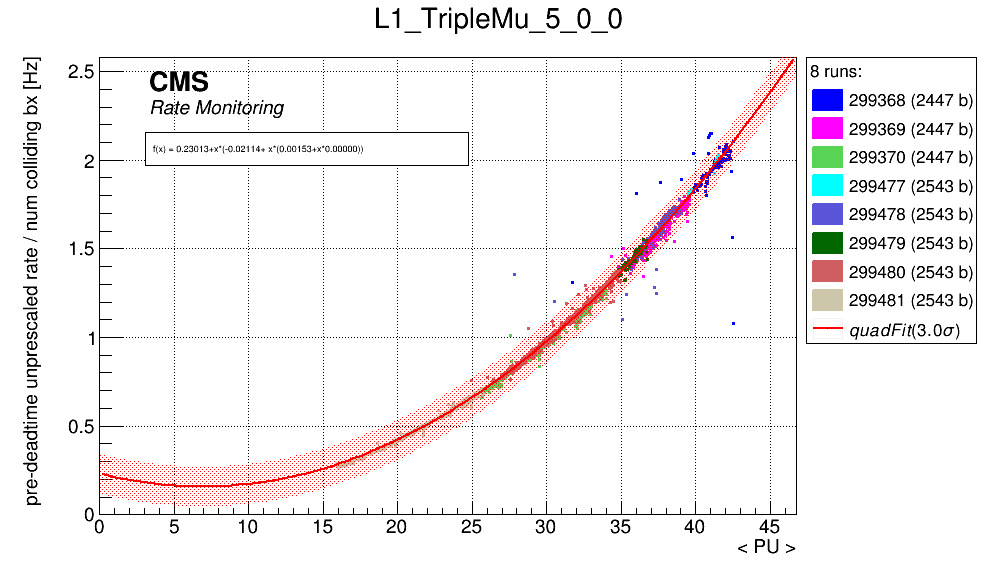 L1_TripleMu_5_0_0
pre-deadtime unprescaled rate / num colliding bx [Hz]
CMS
Rate Monitoring
f(x) = 0.23013+x*(-0.02114+ x*(0.00153+x*0.00000))
2.5
2
1.5
1
0.5
0
0 5 10 15 20 25 30 35 40 45
< PU >
8 runs:
299368 (2447 b)
299369 (2447 b)
299370 (2447 b)
299477 (2543 b)
299478 (2543 b)
299479 (2543 b)
299480 (2543 b)
299481 (2543 b)
quadFit(3.0σ)